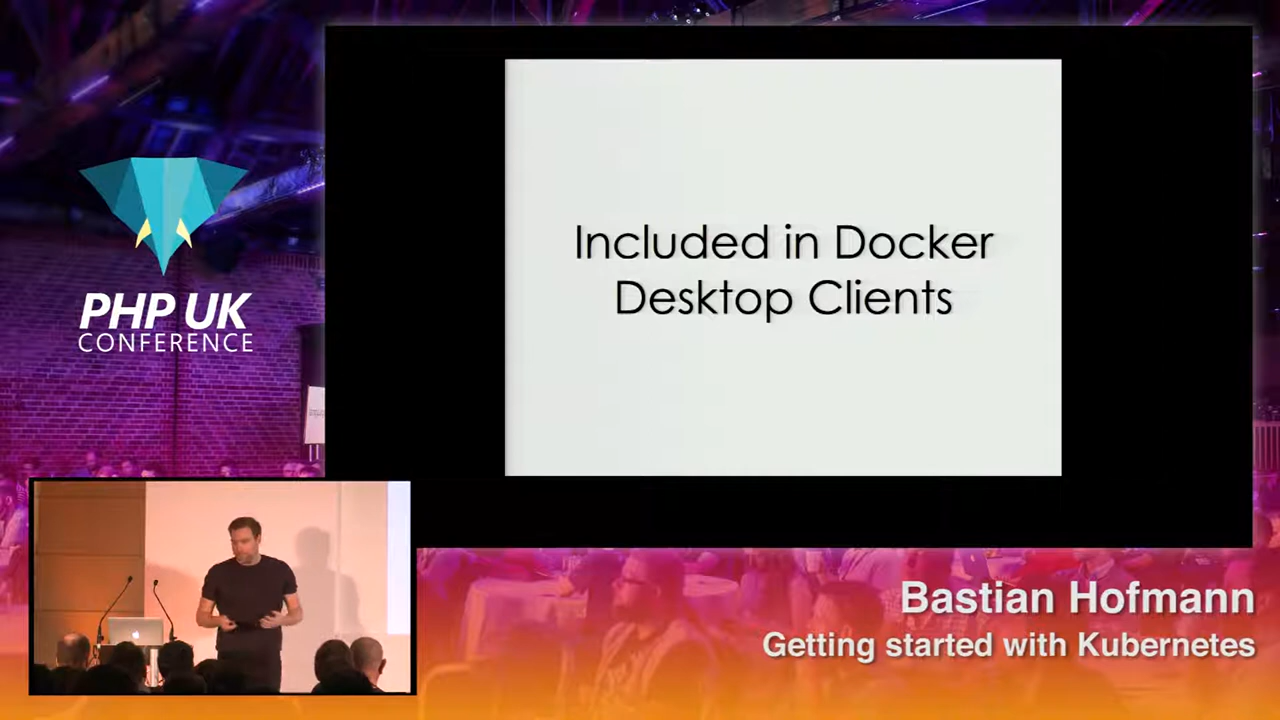 PHP UK
CONFERENCE
Included in Docker
Desktop Clients
Bastian Hofmann
Getting started with Kubernetes